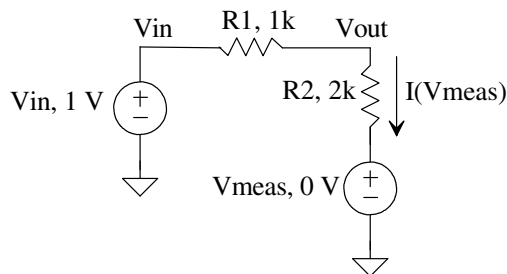 Vin
R1, 1k
Vout
Vin, 1 V
+
−
R2, 2k
I(Vmeas)
Vmeas, 0 V
+
−